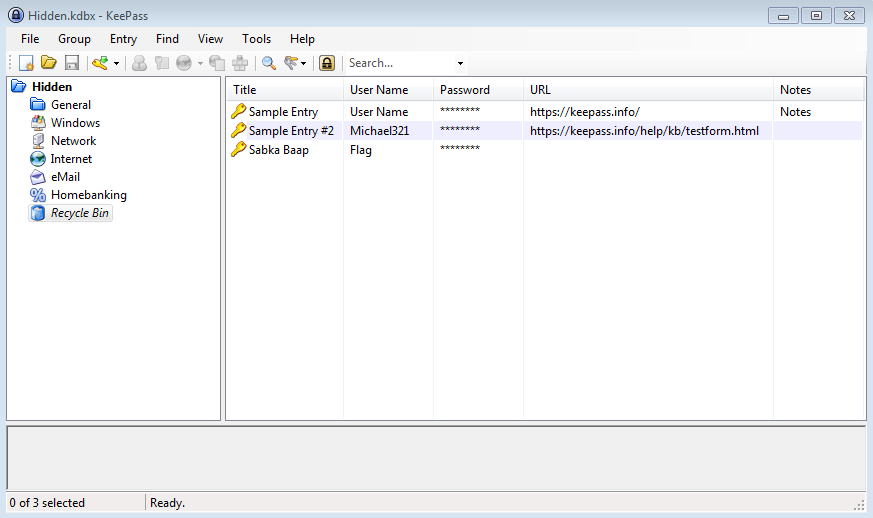 Hidden.kdbx - KeePass
File Group Entry Find View Tools Help
Search...
Hidden
General
Windows
Network
Internet
eMail
Homebanking
Recycle Bin
Title User Name Password URL Notes
Sample Entry User Name ******** https://keepass.info/ Notes
Sample Entry #2 Michael321 ******** https://keepass.info/help/kb/testform.html
Sabka Baap Flag ********
0 of 3 selected Ready.